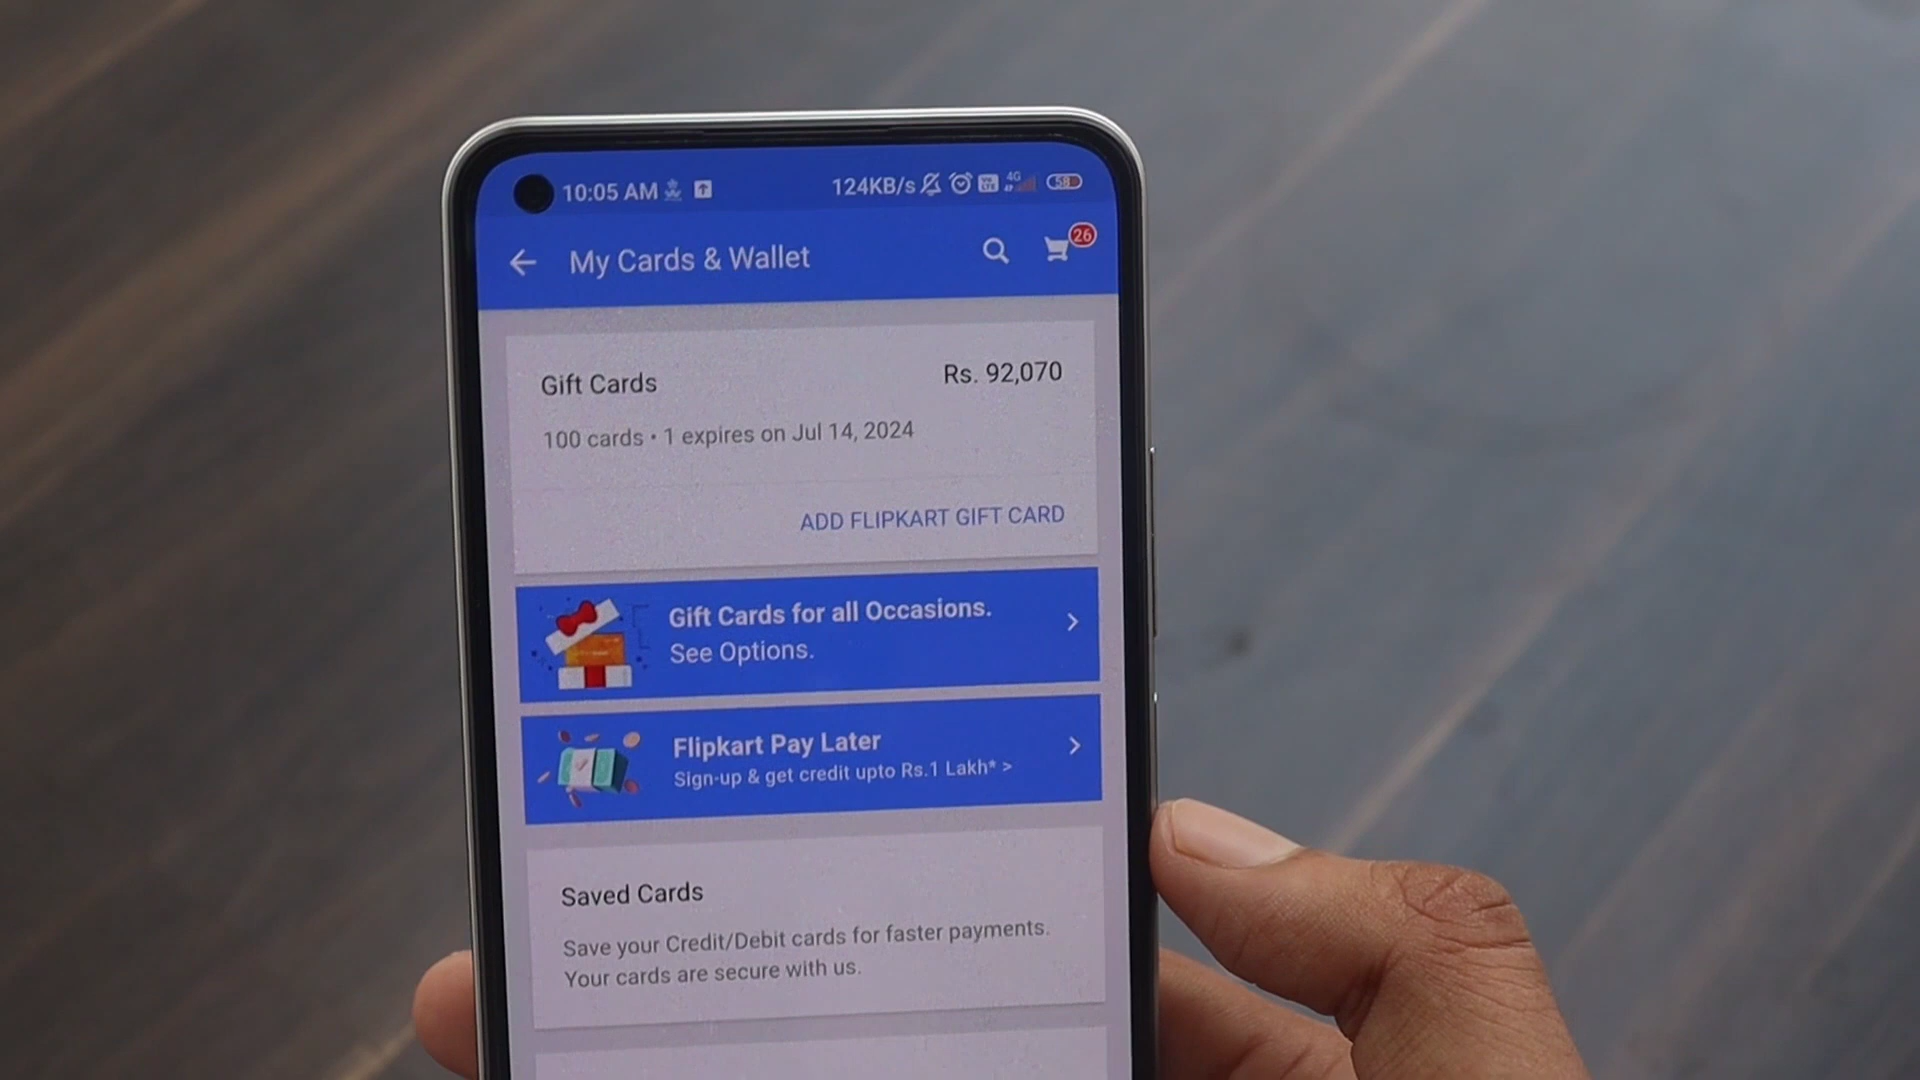 10:05 AM
124KB/s
4G
58
My Cards & Wallet
26
Gift Cards
Rs. 92,070
100 cards • 1 expires on Jul 14, 2024
ADD FLIPKART GIFT CARD
Gift Cards for all Occasions.
See Options.
Flipkart Pay Later
Sign-up & get credit upto Rs.1 Lakh* >
Saved Cards
Save your Credit/Debit cards for faster payments.
Your cards are secure with us.